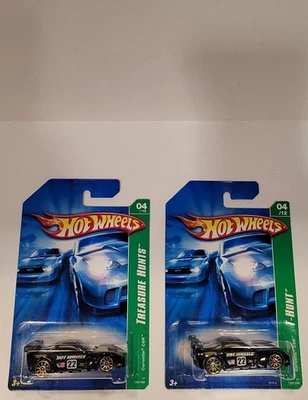 04
/12
HOT WHEELS
TREASURE HUNTS
Corvette C6R
HOT WHEELS
22
04
/12
HOT WHEELS
-HUNT
HOT WHEELS
22